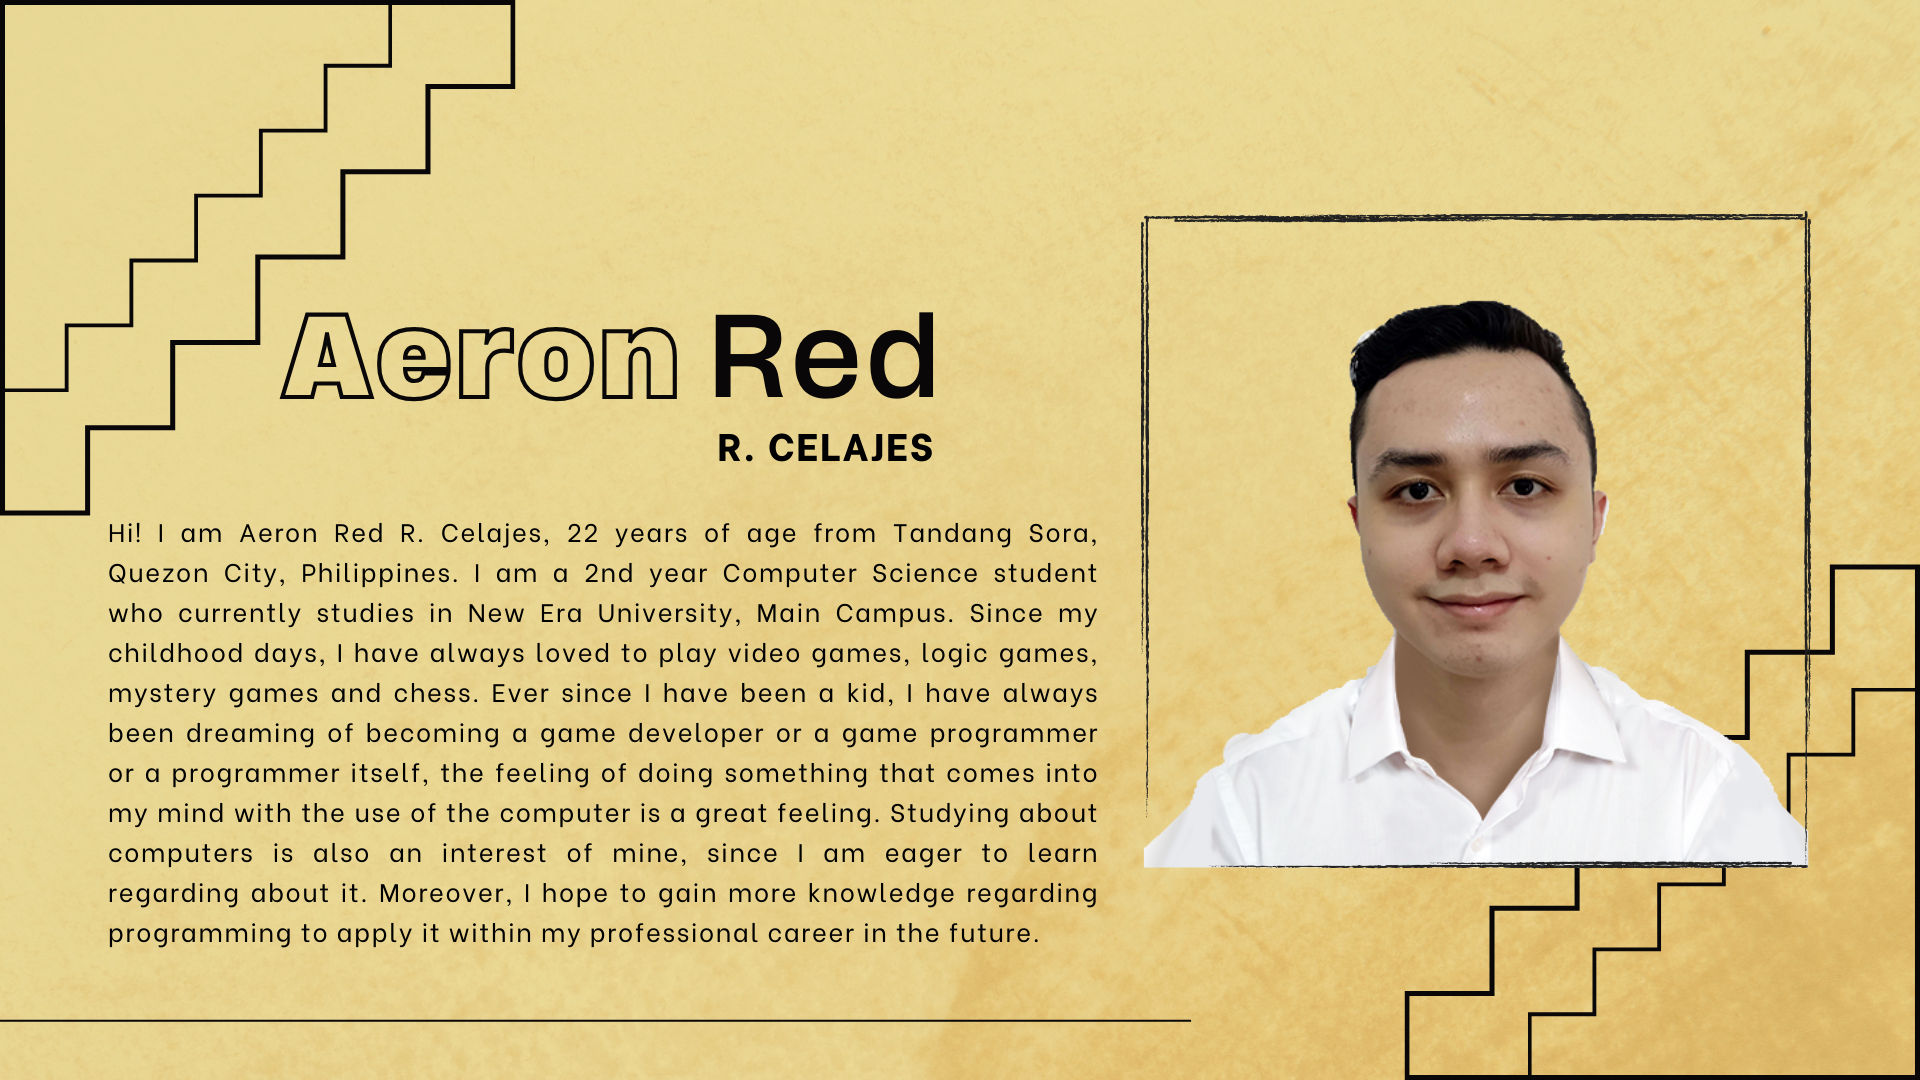 Aeron Red
R. CELAJES
Hi! I am Aeron Red R. Celajes, 22 years of age from Tandang Sora,
Quezon City, Philippines. I am a 2nd year Computer Science student
who currently studies in New Era University, Main Campus. Since my
childhood days, I have always loved to play video games, logic games,
mystery games and chess. Ever since I have been a kid, I have always
been dreaming of becoming a game developer or a game programmer
or a programmer itself, the feeling of doing something that comes into
my mind with the use of the computer is a great feeling. Studying about
computers is also an interest of mine, since I am eager to learn
regarding about it. Moreover, I hope to gain more knowledge regarding
programming to apply it within my professional career in the future.